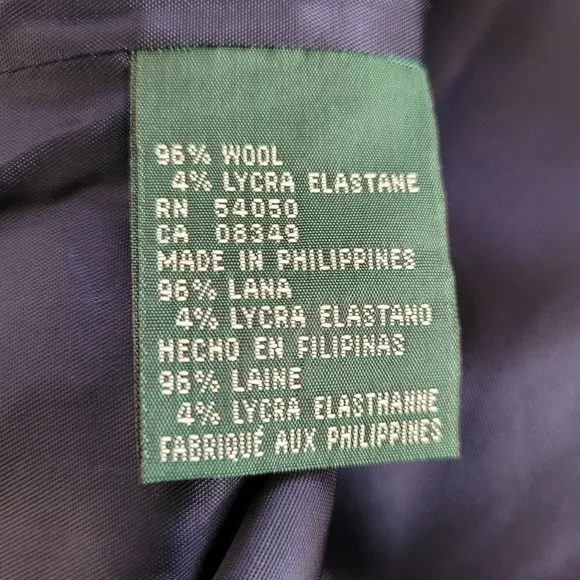 96% WOOL
4% LYCRA ELASTANE
RN 54050
CA 08349
MADE IN PHILIPPINES
96% LANA
4% LYCRA ELASTANO
HECHO EN FILIPINAS
96% LAINE
4% LYCRA ELASTHANNE
FABRIQUÉ AUX PHILIPPINES